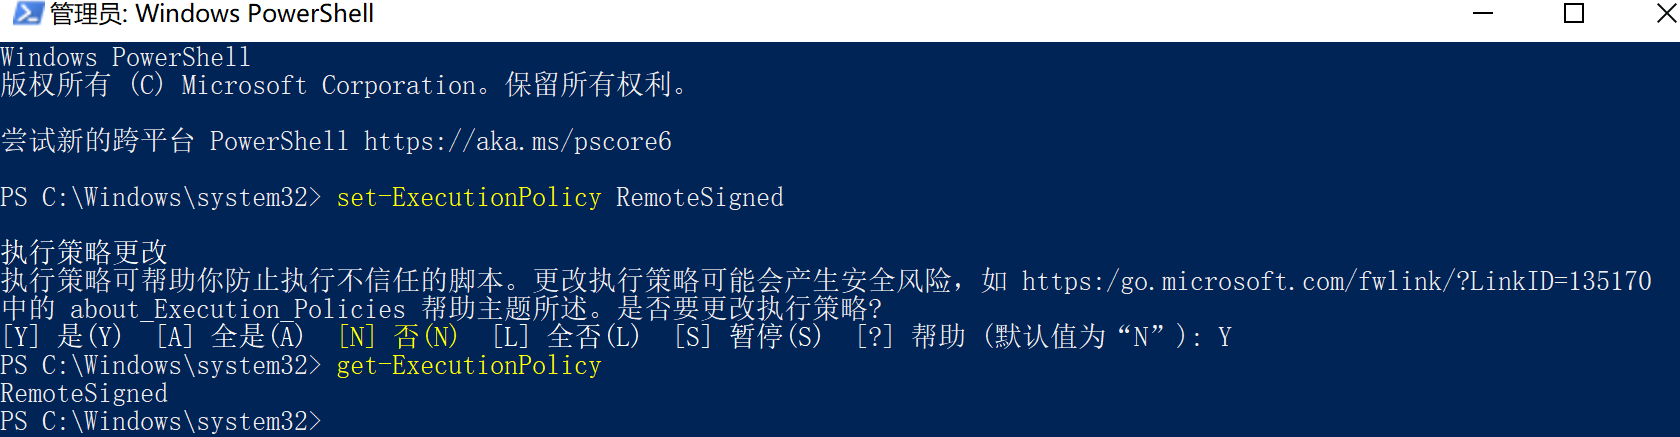 管理员: Windows PowerShell
Windows PowerShell
版权所有 (C) Microsoft Corporation。保留所有权利。
尝试新的跨平台 PowerShell https://aka.ms/pscore6
PS C:\Windows\system32> set-ExecutionPolicy RemoteSigned
执行策略更改
执行策略可帮助你防止执行不信任的脚本。更改执行策略可能会产生安全风险，如 https:/go.microsoft.com/fwlink/?LinkID=135170
中的 about_Execution_Policies 帮助主题所述。是否要更改执行策略?
[Y] 是(Y)  [A] 全是(A)  [N] 否(N)  [L] 全否(L)  [S] 暂停(S)  [?] 帮助 (默认值为“N”): Y
PS C:\Windows\system32> get-ExecutionPolicy
RemoteSigned
PS C:\Windows\system32>